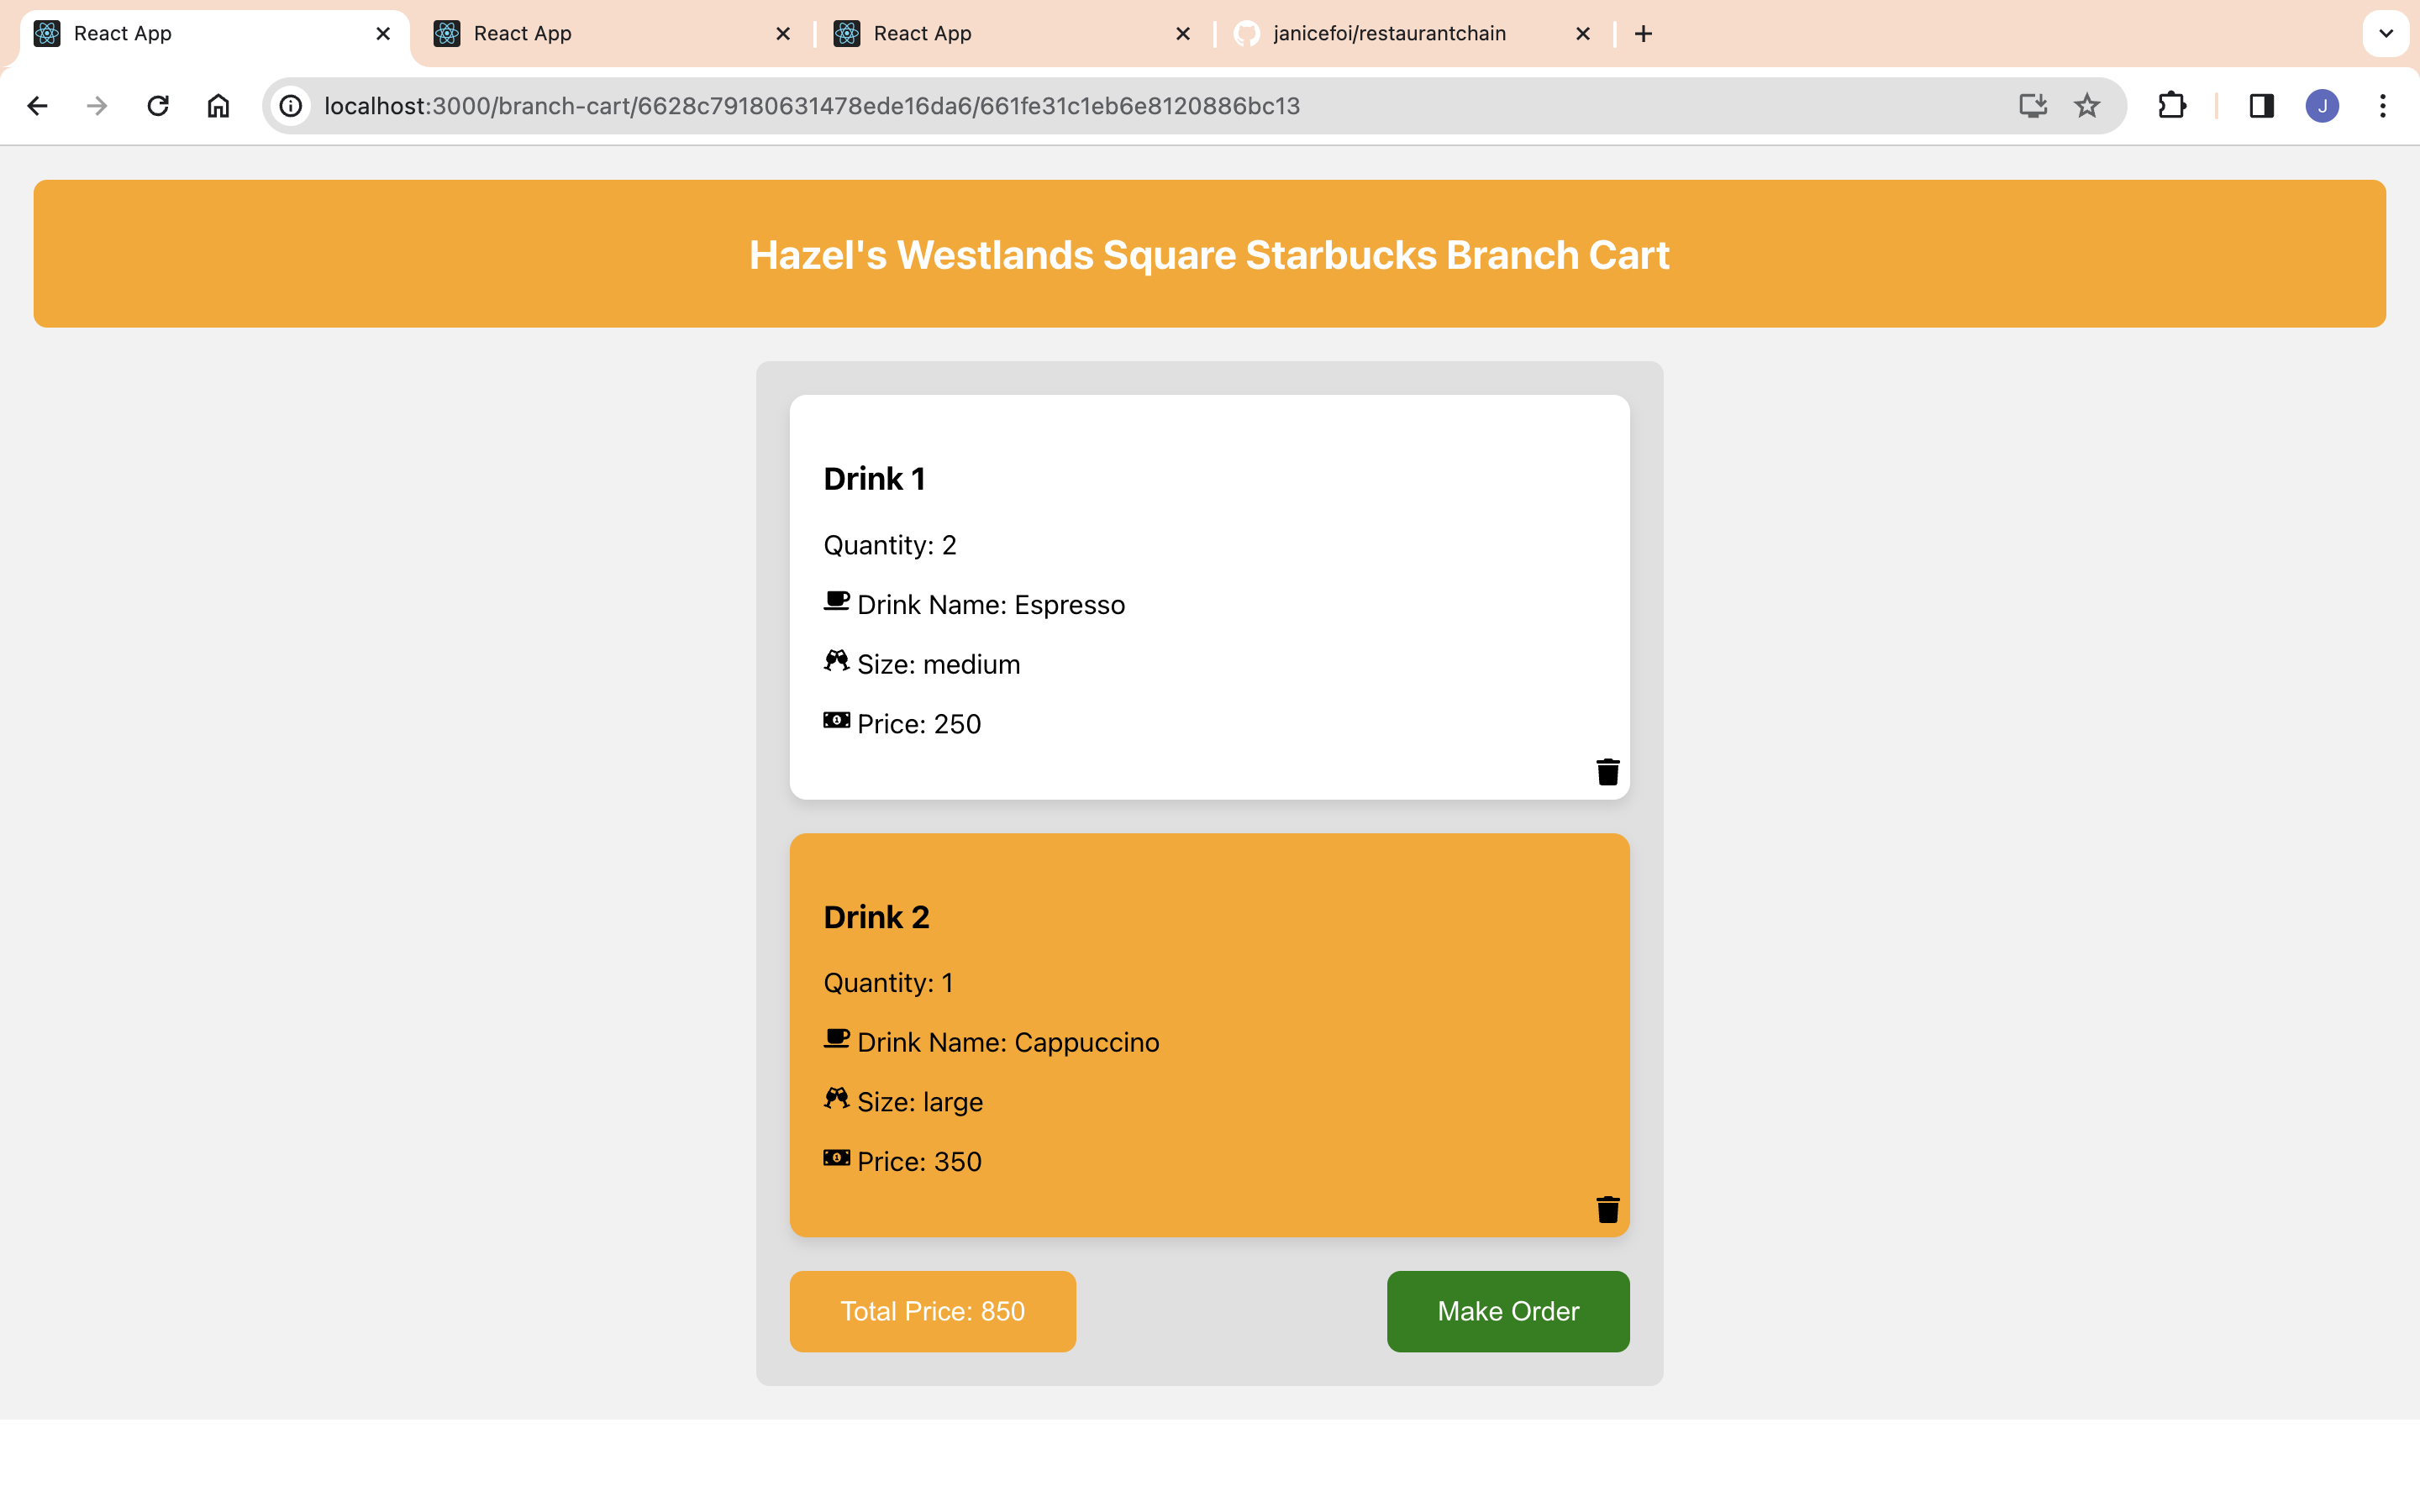 React App
React App
React App
janicefoi/restaurantchain
localhost:3000/branch-cart/6628c79180631478ede16da6/661fe31c1eb6e8120886bc13
J
Hazel's Westlands Square Starbucks Branch Cart
Drink 1
Quantity: 2
Drink Name: Espresso
Size: medium
Price: 250
Drink 2
Quantity: 1
Drink Name: Cappuccino
Size: large
Price: 350
Total Price: 850
Make Order